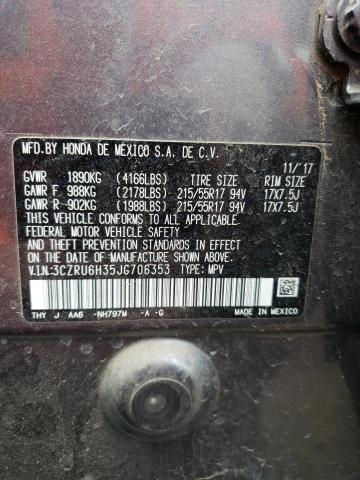 MFD.BY HONDA DE MEXICO S.A. DE C.V.
11/17
GVWR 1890KG (4166LBS) TIRE SIZE RIM SIZE
GAWR F 988KG (2178LBS) 215/55R17 94V 17X7.5J
GAWR R 902KG (1988LBS) 215/55R17 94V 17X7.5J
THIS VEHICLE CONFORMS TO ALL APPLICABLE
FEDERAL MOTOR VEHICLE SAFETY STANDARDS IN EFFECT
ON THE DATE OF MANUFACTURE SHOWN ABOVE.
V.I.N:3CZRU6H35JG706353 TYPE: MPV
THY J AA6 -NH797M -A -G MADE IN MEXICO